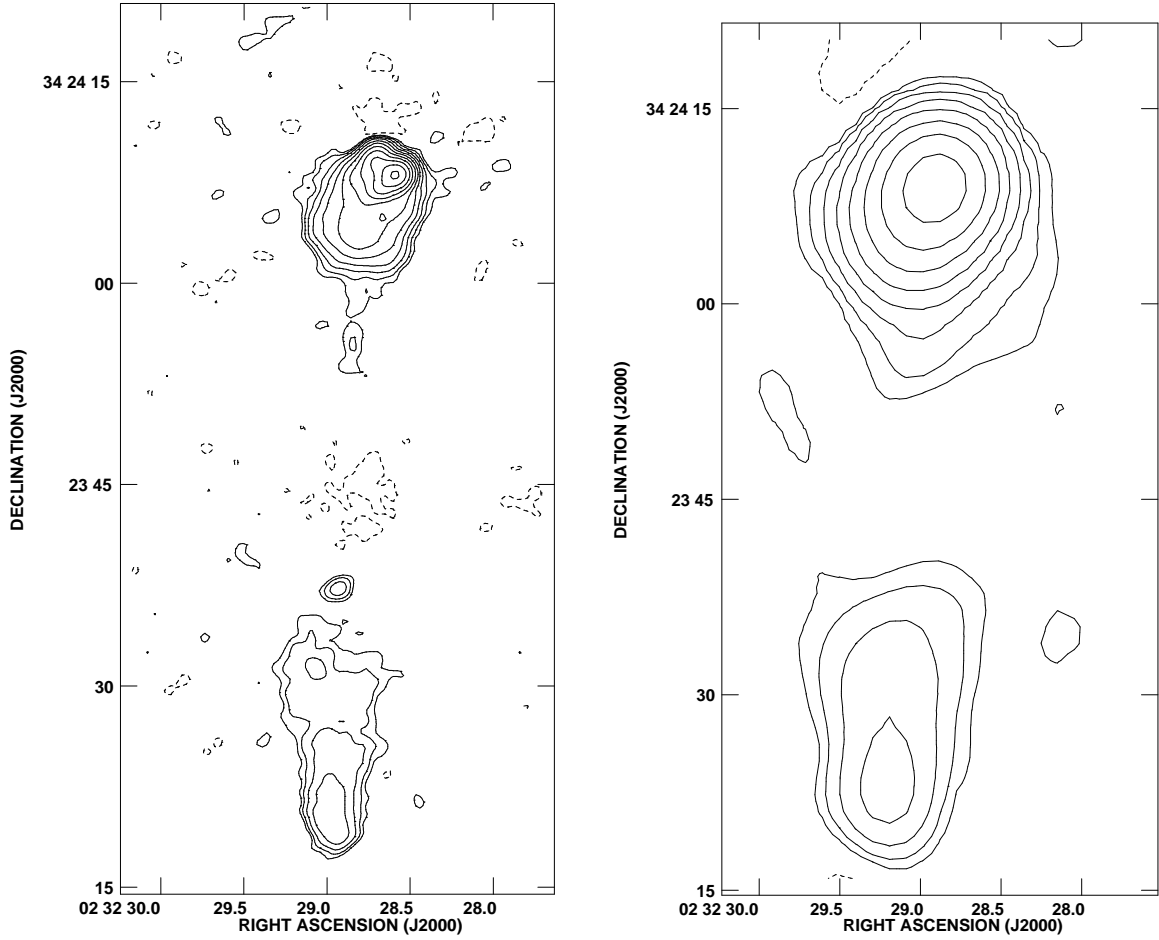 34 24 15
00
23 45
30
15
DECLINATION (J2000)
02 32 30.0 29.5 29.0 28.5 28.0
RIGHT ASCENSION (J2000)
34 24 15
00
23 45
30
15
DECLINATION (J2000)
02 32 30.0 29.5 29.0 28.5 28.0
RIGHT ASCENSION (J2000)